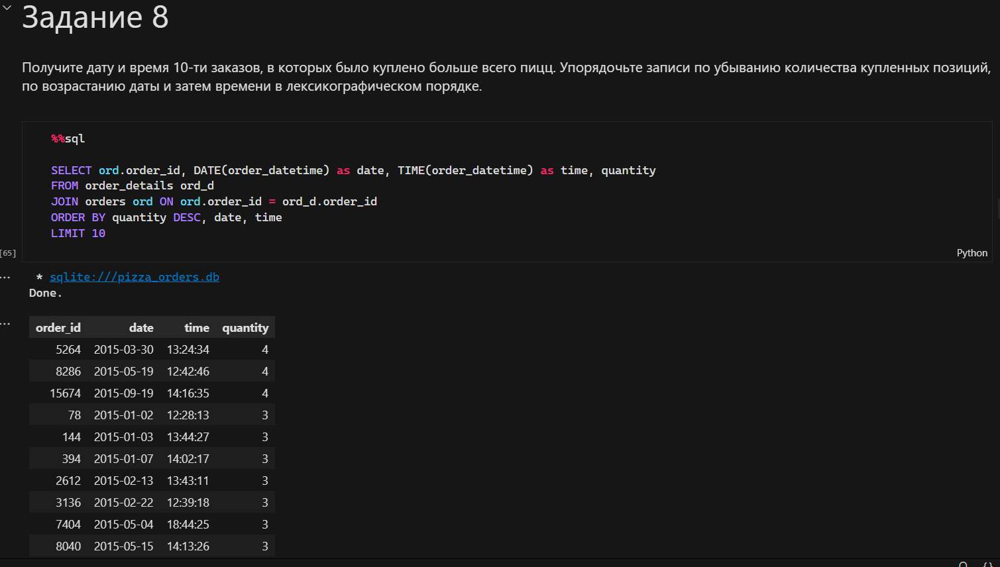 Задание 8
Получите дату и время 10-ти заказов, в которых было куплено больше всего пицц. Упорядочьте записи по убыванию количества купленных позиций,
по возрастанию даты и затем времени в лексикографическом порядке.
%%sql
SELECT ord.order_id, DATE(order_datetime) as date, TIME(order_datetime) as time, quantity
FROM order_details ord_d
JOIN orders ord ON ord.order_id = ord_d.order_id
ORDER BY quantity DESC, date, time
LIMIT 10
[65]
Python
* sqlite:///pizza_orders.db
Done.
order_id date time quantity
5264 2015-03-30 13:24:34 4
8286 2015-05-19 12:42:46 4
15674 2015-09-19 14:16:35 4
78 2015-01-02 12:28:13 3
144 2015-01-03 13:44:27 3
394 2015-01-07 14:02:17 3
2612 2015-02-13 13:43:11 3
3136 2015-02-22 12:39:18 3
7404 2015-05-04 18:44:25 3
8040 2015-05-15 14:13:26 3